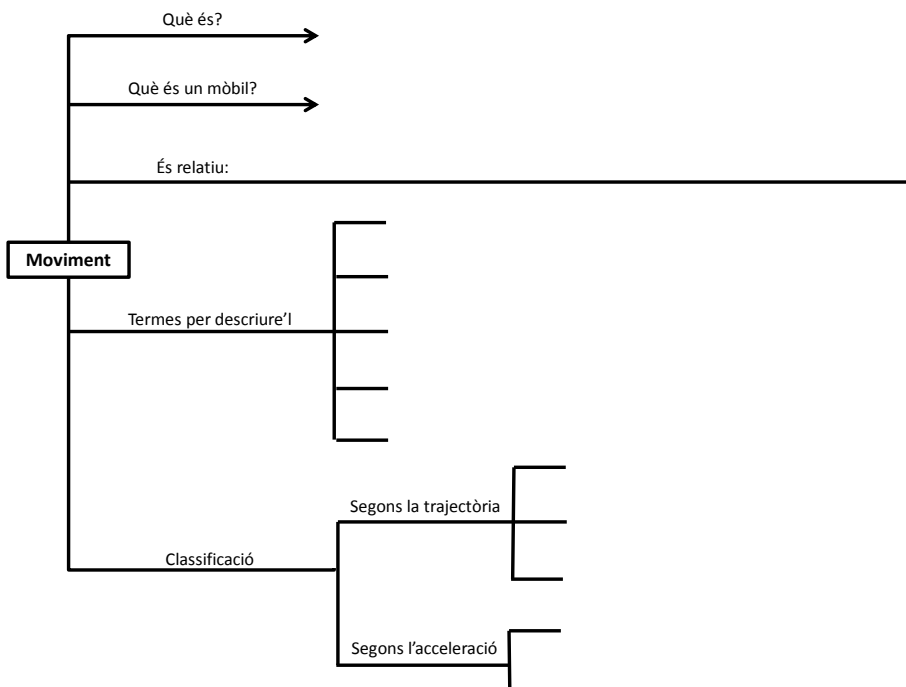 Què és?
Què és un mòbil?
És relatiu:
Moviment
Termes per descriure’l
Segons la trajectòria
Classificació
Segons l’acceleració